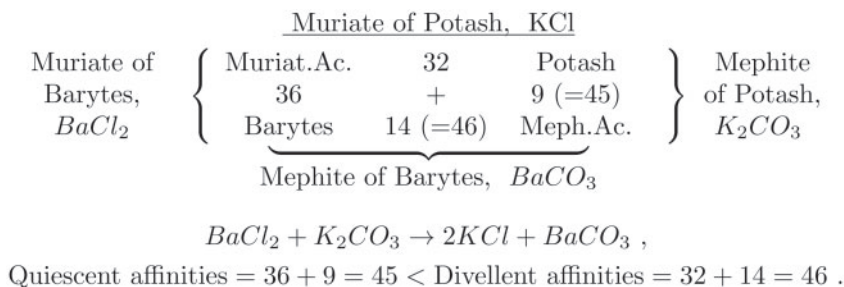 Muriate of Potash, KCl
Muriate of { Muriat.Ac. 32 Potash } Mephite
Barytes, 36 + 9 (=45) of Potash,
BaCl₂ Barytes 14 (=46) Meph.Ac. K₂CO₃
Mephite of Barytes, BaCO₃
BaCl₂ + K₂CO₃ → 2KCl + BaCO₃ ,
Quiescent affinities = 36 + 9 = 45 < Divellent affinities = 32 + 14 = 46 .